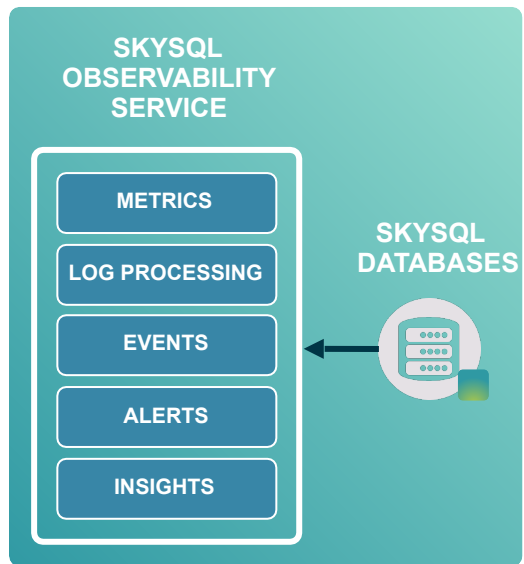 SKYSQL
OBSERVABILITY
SERVICE
METRICS
LOG PROCESSING
EVENTS
ALERTS
INSIGHTS
SKYSQL
DATABASES